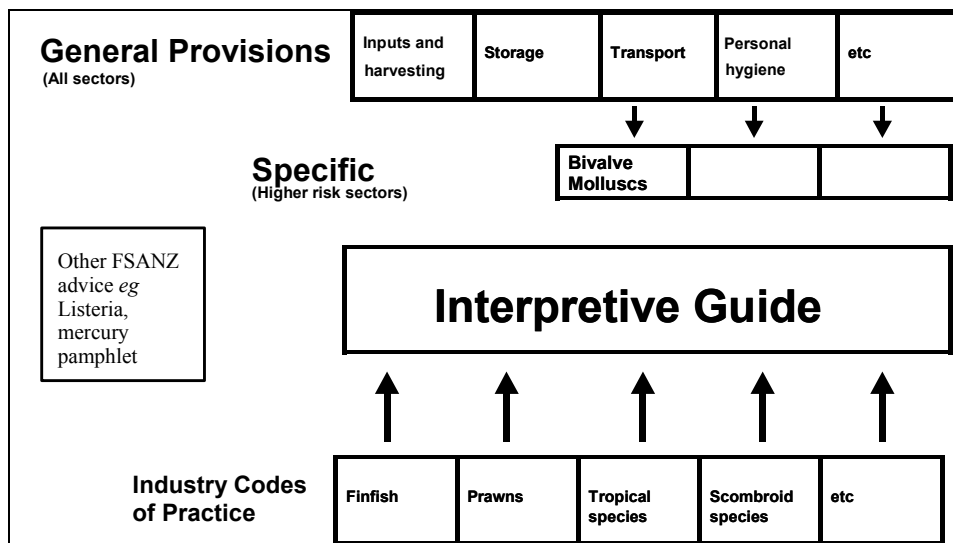 General Provisions
(All sectors)
Inputs and
harvesting
Storage
Transport
Personal
hygiene
etc
Specific
(Higher risk sectors)
Bivalve
Molluscs
Other FSANZ
advice eg
Listeria,
mercury
pamphlet
Interpretive Guide
Industry Codes
of Practice
Finfish
Prawns
Tropical
species
Scombroid
species
etc